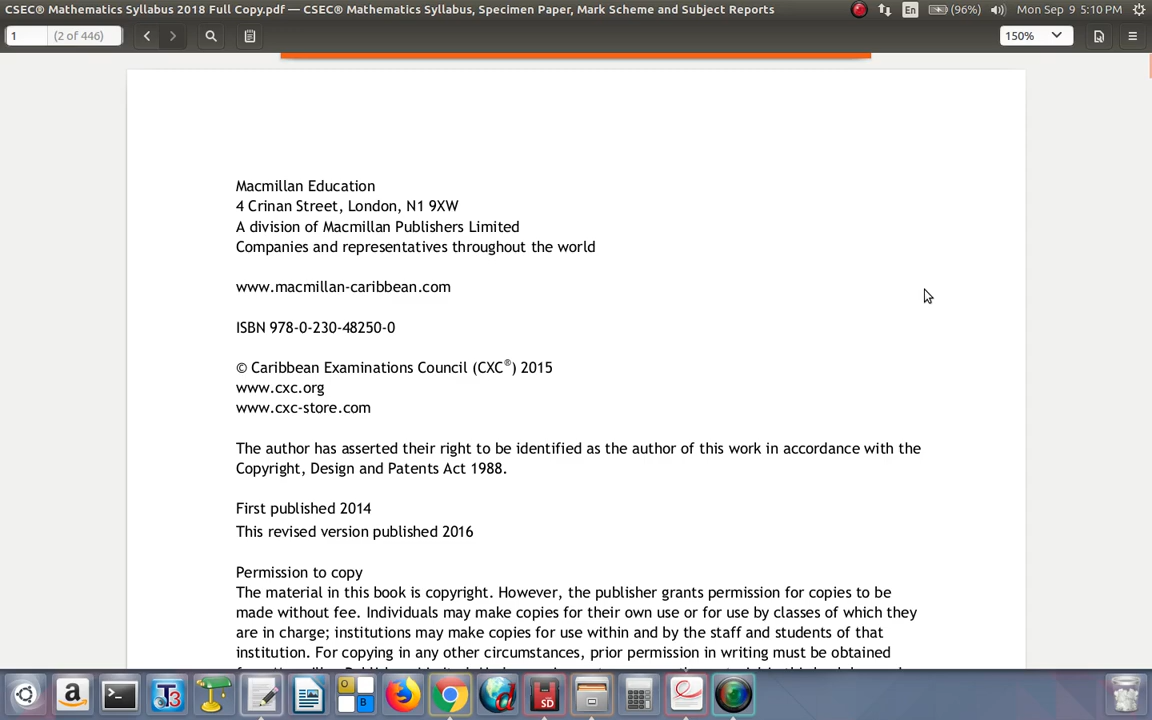 CSEC® Mathematics Syllabus 2018 Full Copy.pdf — CSEC® Mathematics Syllabus, Specimen Paper, Mark Scheme and Subject Reports
En (96%) Mon Sep 9 5:10 PM
1 (2 of 446) 150%
Macmillan Education
4 Crinan Street, London, N1 9XW
A division of Macmillan Publishers Limited
Companies and representatives throughout the world
www.macmillan-caribbean.com
ISBN 978-0-230-48250-0
© Caribbean Examinations Council (CXC®) 2015
www.cxc.org
www.cxc-store.com
The author has asserted their right to be identified as the author of this work in accordance with the
Copyright, Design and Patents Act 1988.
First published 2014
This revised version published 2016
Permission to copy
The material in this book is copyright. However, the publisher grants permission for copies to be
made without fee. Individuals may make copies for their own use or for use by classes of which they
are in charge; institutions may make copies for use within and by the staff and students of that
institution. For copying in any other circumstances, prior permission in writing must be obtained